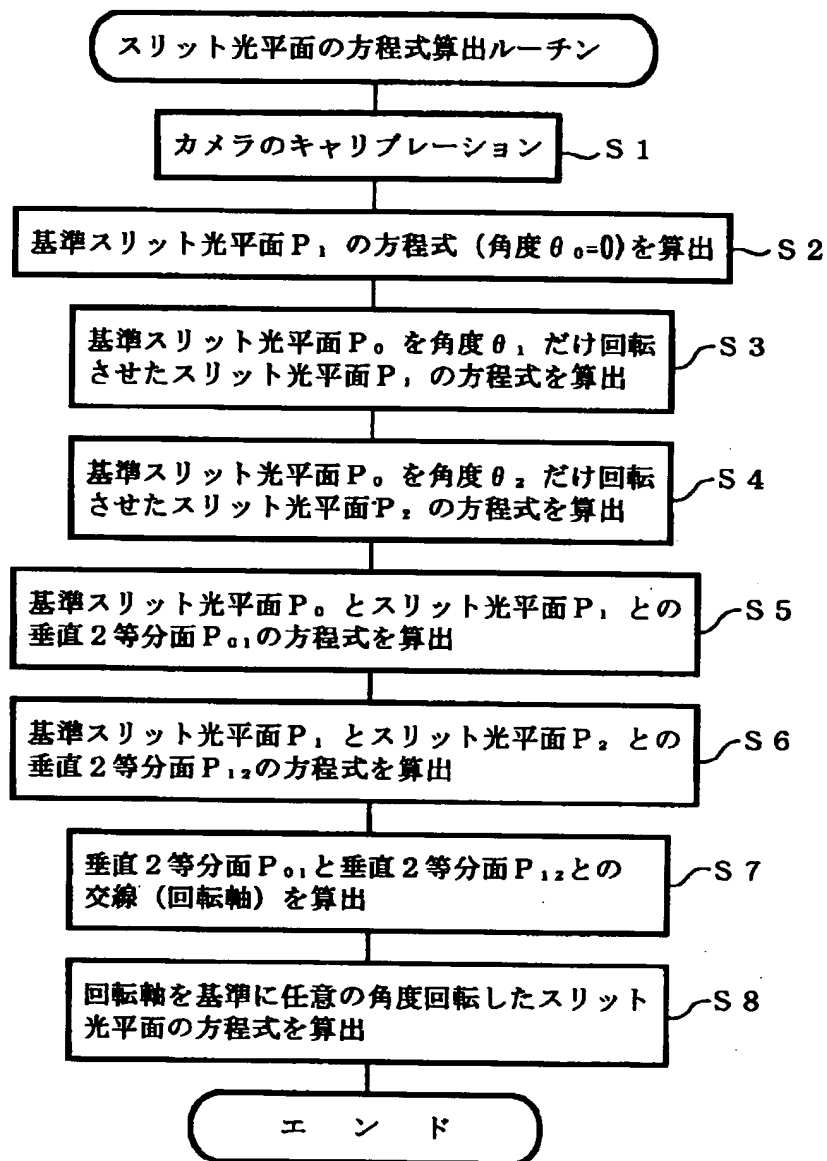 スリット光平面の方程式算出ルーチン
カメラのキャリブレーション
S1
基準スリット光平面P₁の方程式(角度θ₀=0)を算出
S2
基準スリット光平面P₀を角度θ₁だけ回転
させたスリット光平面P₁の方程式を算出
S3
基準スリット光平面P₀を角度θ₂だけ回転
させたスリット光平面P₂の方程式を算出
S4
基準スリット光平面P₀とスリット光平面P₁との
垂直2等分面P₀₁の方程式を算出
S5
基準スリット光平面P₁とスリット光平面P₂との
垂直2等分面P₁₂の方程式を算出
S6
垂直2等分面P₀₁と垂直2等分面P₁₂との
交線(回転軸)を算出
S7
回転軸を基準に任意の角度回転したスリット
光平面の方程式を算出
S8
エンド